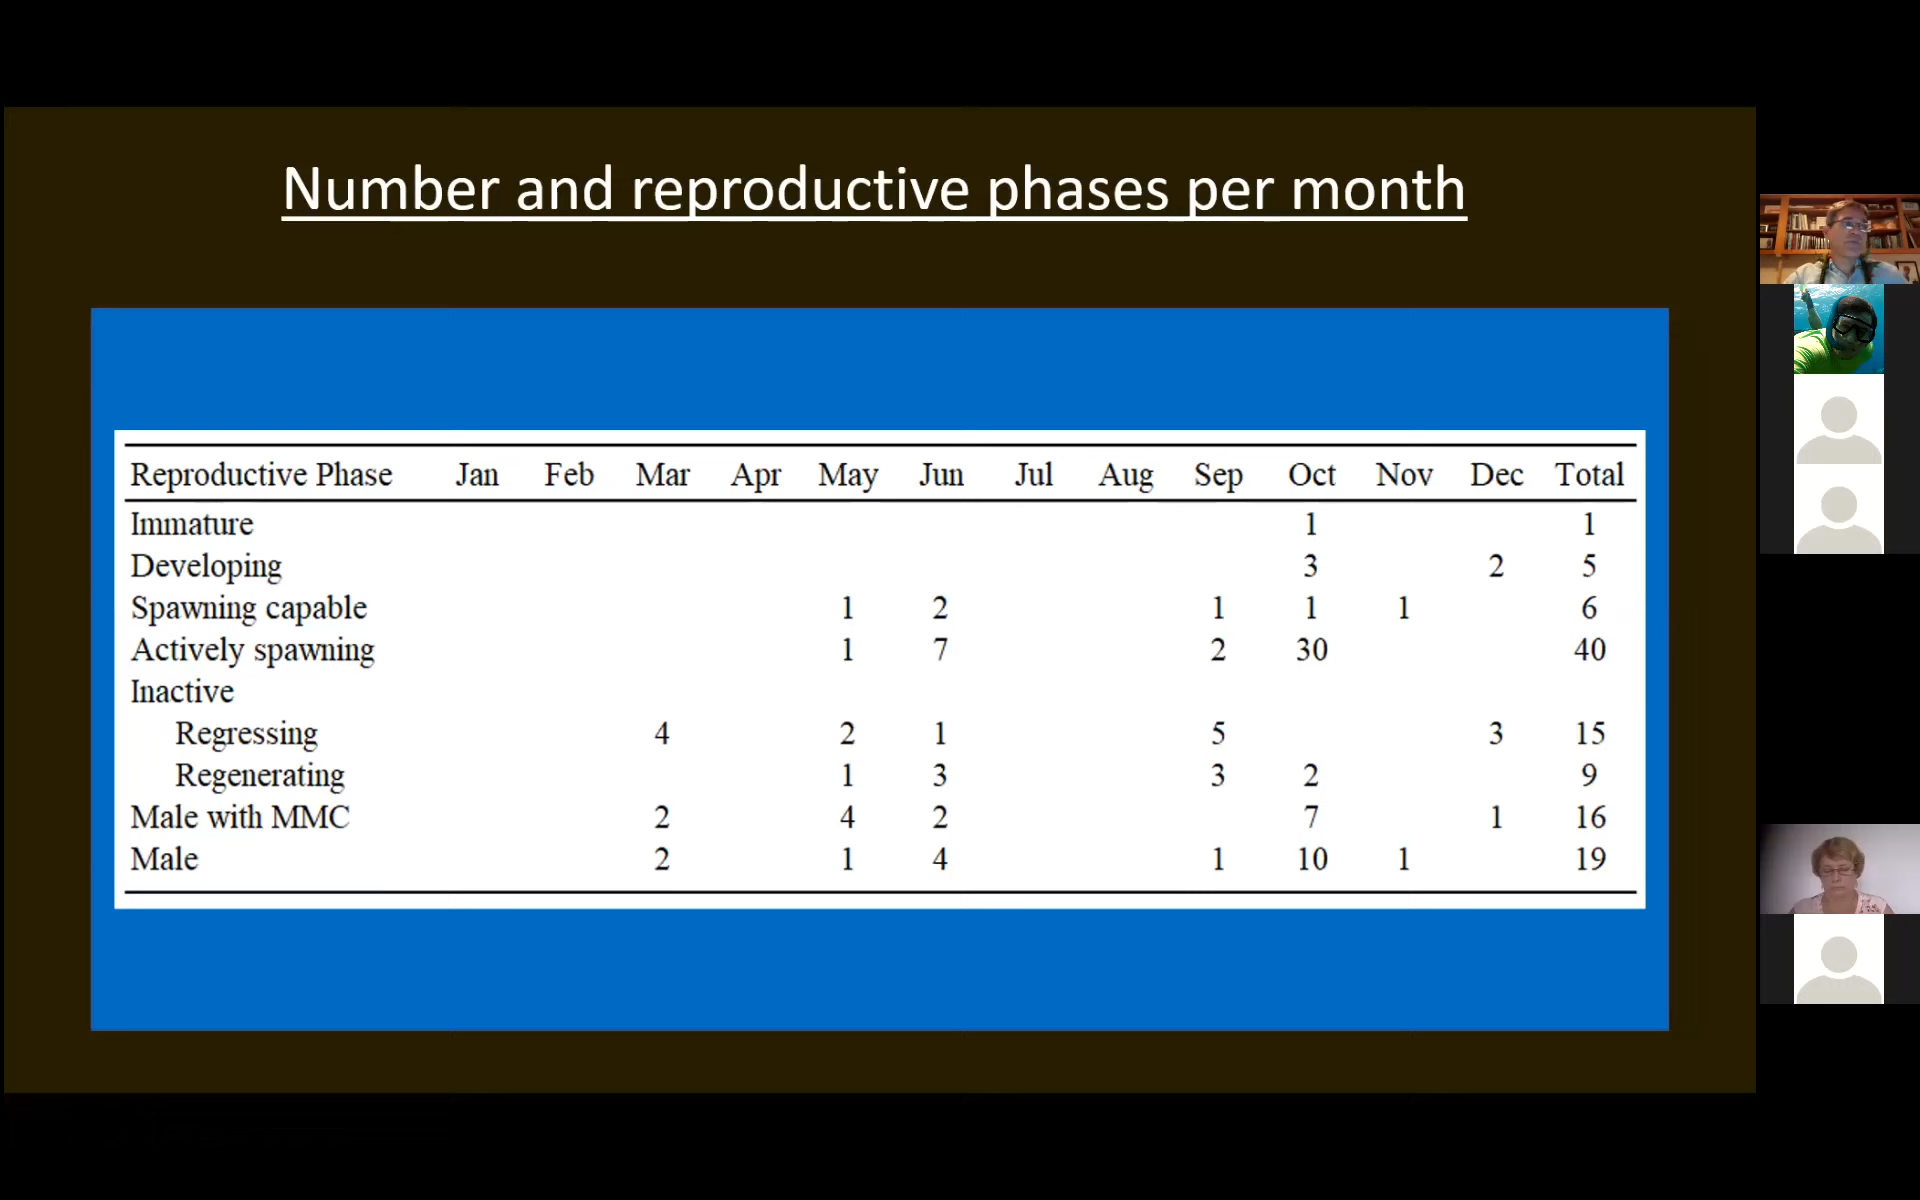 Number and reproductive phases per month
Reproductive Phase Jan Feb Mar Apr May Jun Jul Aug Sep Oct Nov Dec Total
Immature 1 1
Developing 3 2 5
Spawning capable 1 2 1 1 1 6
Actively spawning 1 7 2 30 40
Inactive
Regressing 4 2 1 5 3 15
Regenerating 1 3 3 2 9
Male with MMC 2 4 2 7 1 16
Male 2 1 4 1 10 1 19